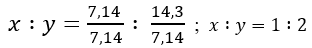 x : y = 7,14/7,14 : 14,3/7,14 ; x : y = 1 : 2